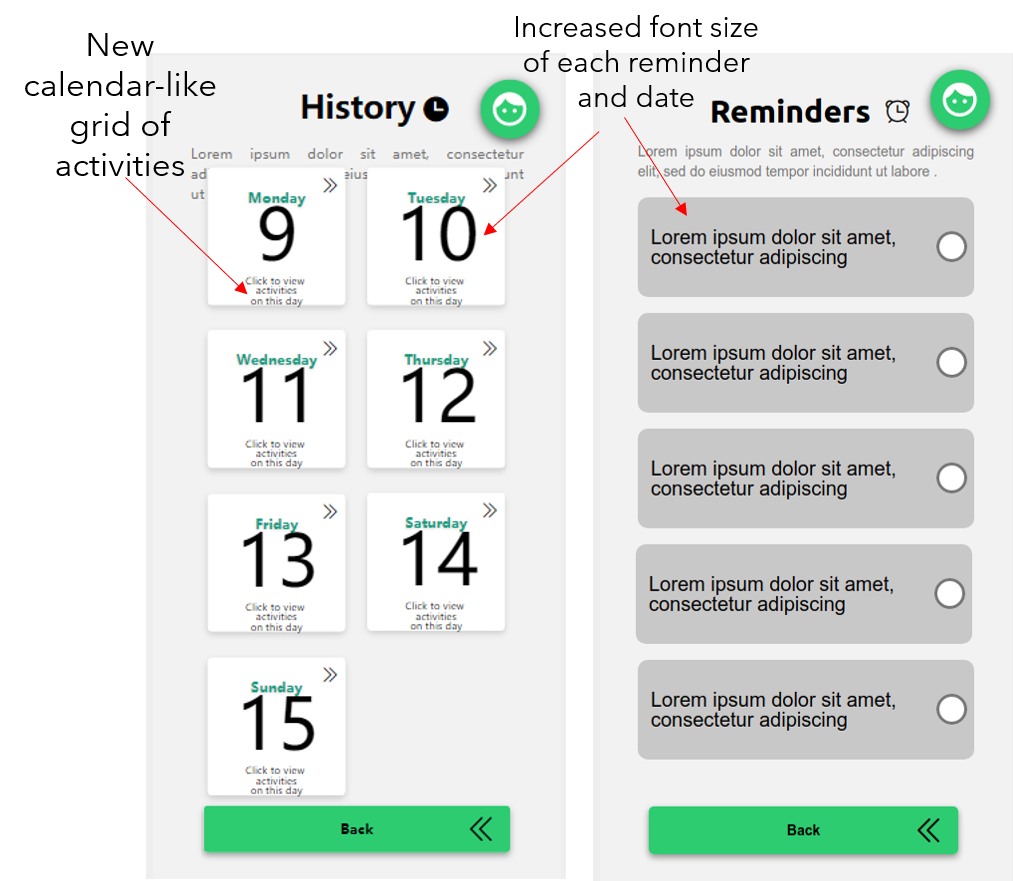 New
calendar-like
grid of
activities
Increased font size
of each reminder
and date
History
Lorem ipsum dolor sit amet, consectetur
ad eius unt
ut
Monday
9
Click to view
activities
on this day
Tuesday
10
Click to view
activities
on this day
Wednesday
11
Click to view
activities
on this day
Thursday
12
Click to view
activities
on this day
Friday
13
Click to view
activities
on this day
Saturday
14
Click to view
activities
on this day
Sunday
15
Click to view
activities
on this day
Back
Reminders
Lorem ipsum dolor sit amet, consectetur adipiscing
elit, sed do eiusmod tempor incididunt ut labore .
Lorem ipsum dolor sit amet,
consectetur adipiscing
Lorem ipsum dolor sit amet,
consectetur adipiscing
Lorem ipsum dolor sit amet,
consectetur adipiscing
Lorem ipsum dolor sit amet,
consectetur adipiscing
Lorem ipsum dolor sit amet,
consectetur adipiscing
Back